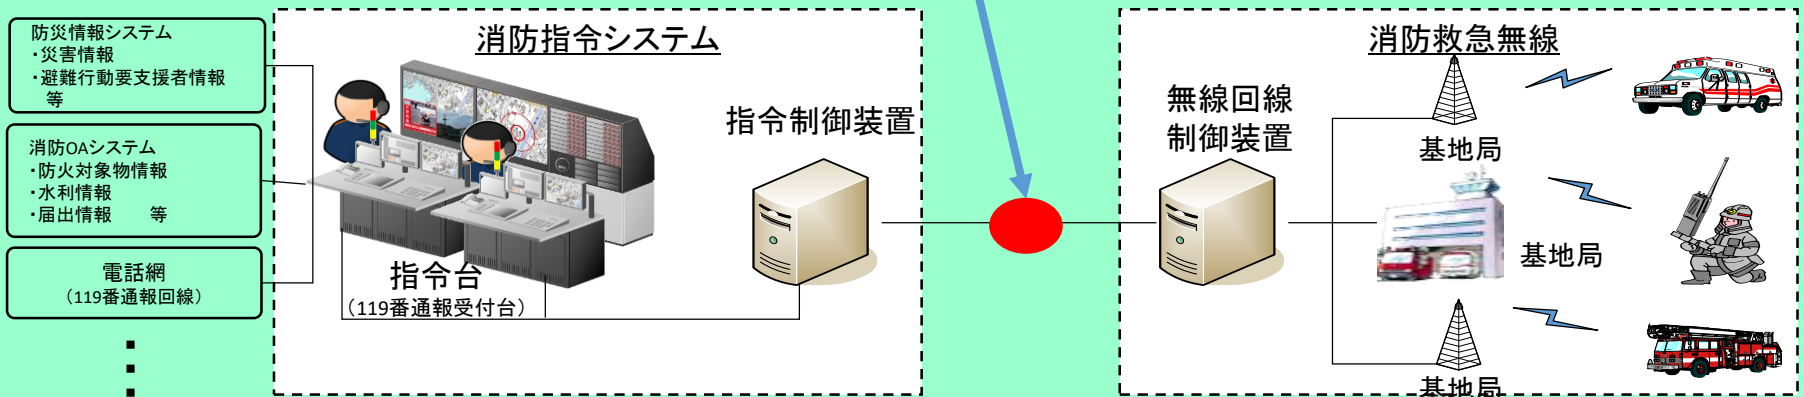 防災情報システム
・災害情報
・避難行動要支援者情報
等
消防OAシステム
・防火対象物情報
・水利情報
・届出情報 等
電話網
（119番通報回線）
消防指令システム
指令台
（119番通報受付台）
指令制御装置
消防救急無線
無線回線
制御装置
基地局
基地局
基地局